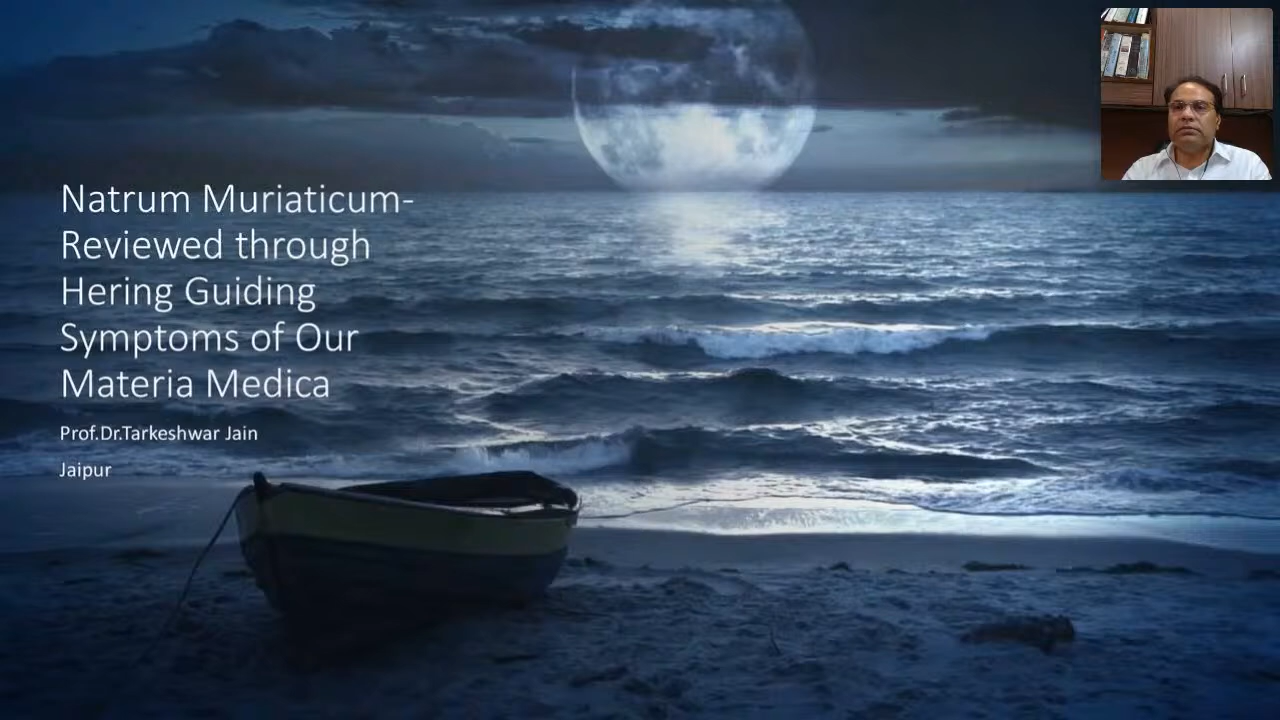 Natrum Muriaticum-
Reviewed through
Hering Guiding
Symptoms of Our
Materia Medica
Prof.Dr.Tarkeshwar Jain
Jaipur